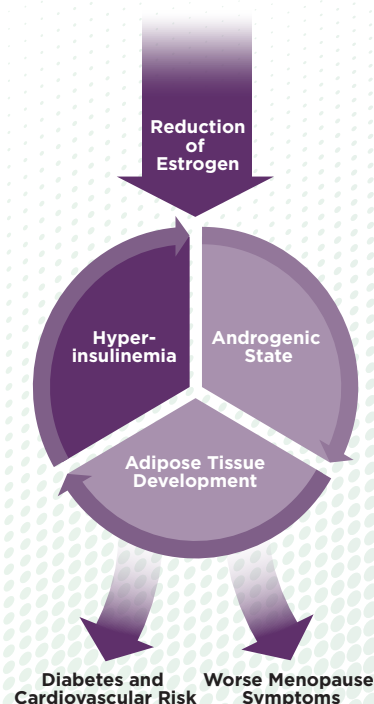 Reduction
of
Estrogen
Hyper-
insulinemia
Androgenic
State
Adipose Tissue
Development
Diabetes and
Cardiovascular Risk
Worse Menopause
Symptoms